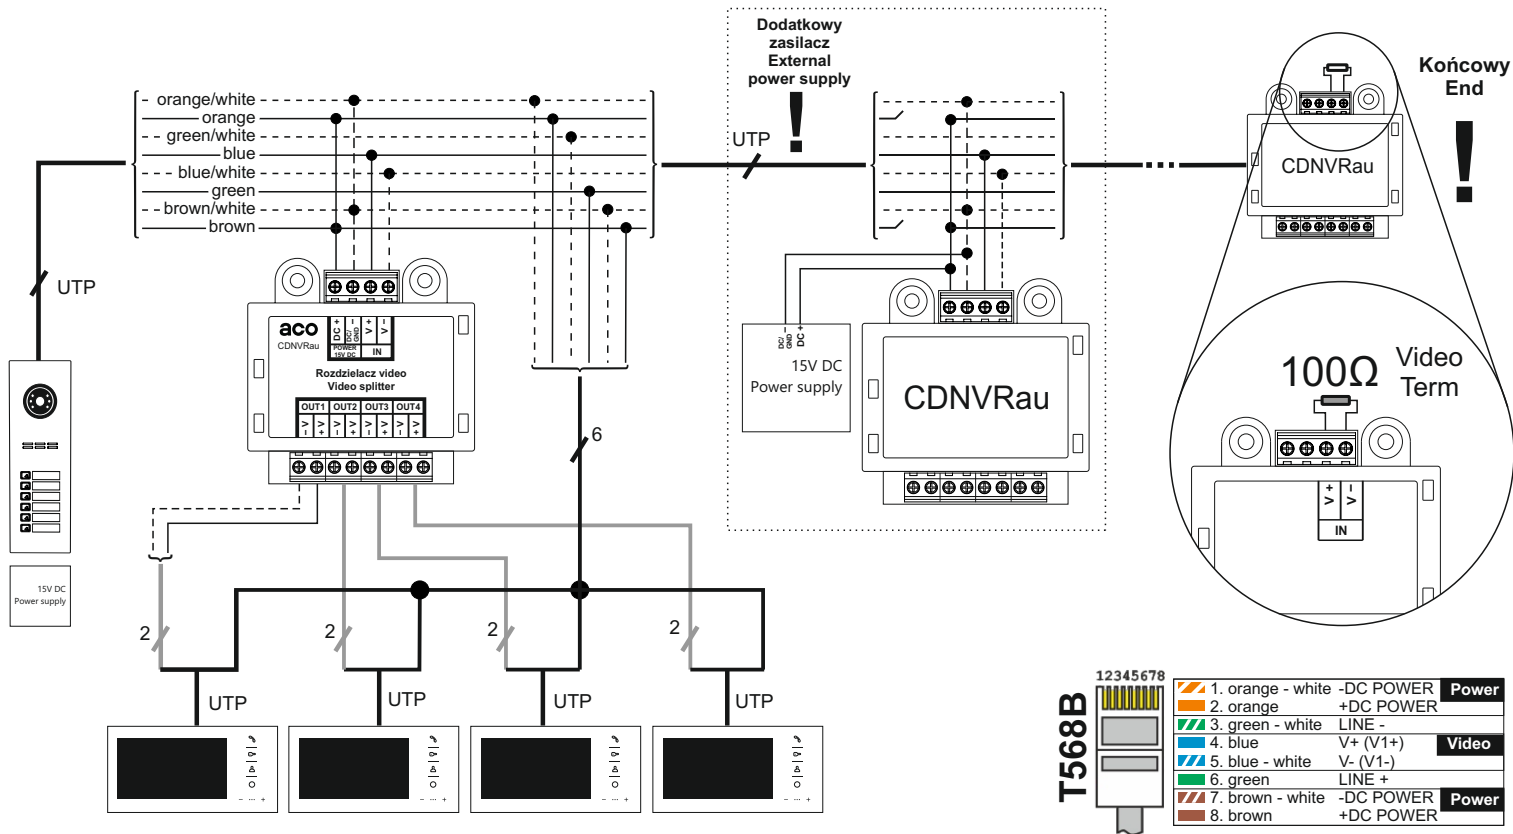 Dodatkowy
zasilacz
External
power supply
!
Końcowy
End
!
orange/white
orange
green/white
blue
blue/white
green
brown/white
brown
UTP
UTP
CDNVRau
aco
CDNVRau
DC +
DC/ GND −
V +
V −
POWER
15V DC
IN
Rozdzielacz video
Video splitter
OUT1 OUT2 OUT3 OUT4
V − V + V − V + V − V + V − V +
DC/ GND −
DC +
15V DC
Power supply
CDNVRau
100Ω
Video
Term
V + V −
IN
6
15V DC
Power supply
2
2
2
2
UTP
UTP
UTP
UTP
− ··· +
− ··· +
− ··· +
− ··· +
T568B
12345678
1. orange - white -DC POWER Power
2. orange +DC POWER
3. green - white LINE -
4. blue V+ (V1+) Video
5. blue - white V- (V1-)
6. green LINE +
7. brown - white -DC POWER Power
8. brown +DC POWER